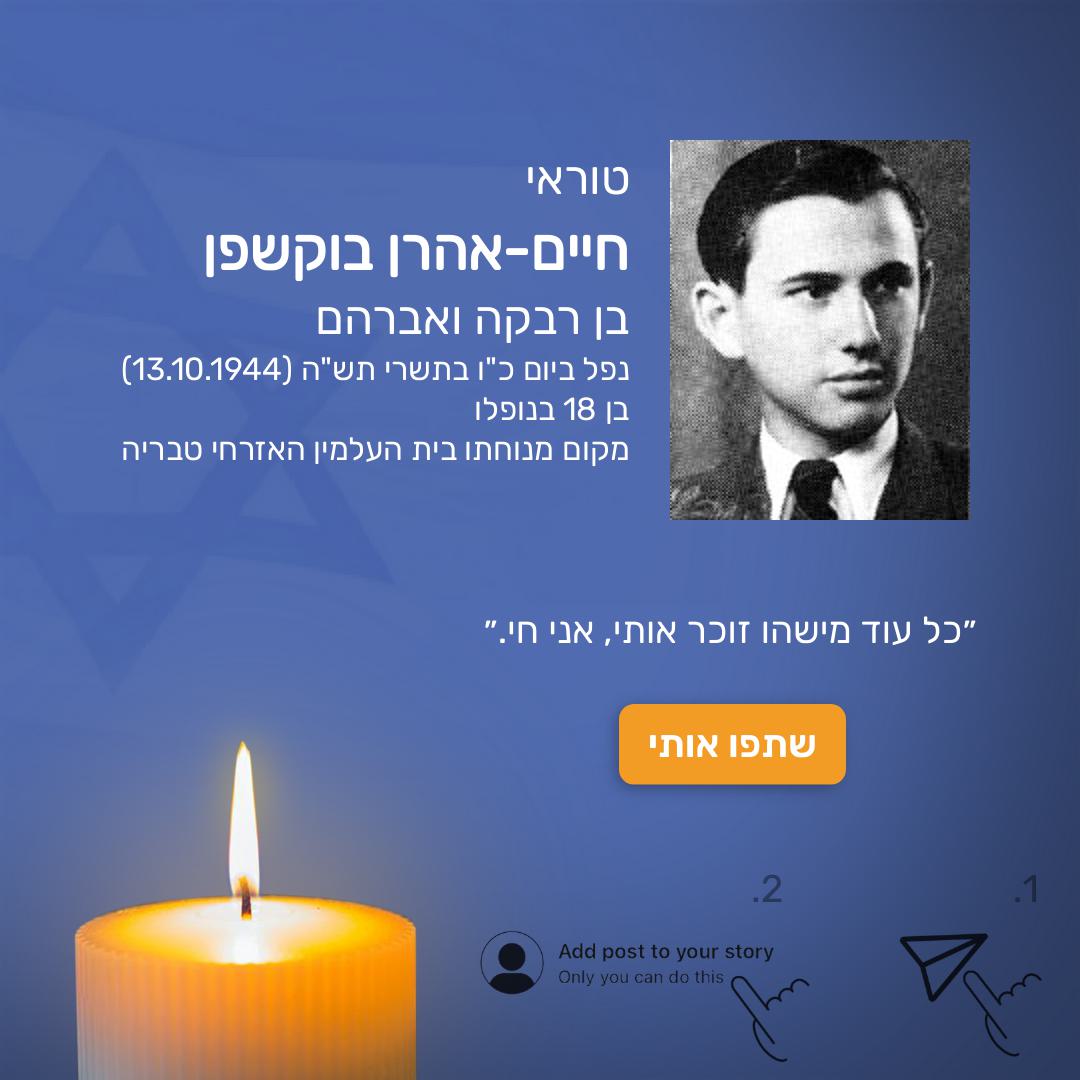 טוראי
חיים-אהרן בוקשפן
בן רבקה ואברהם
נפל ביום כ"ו בתשרי תש"ה (13.10.1944)
בן 18 בנופלו
מקום מנוחתו בית העלמין האזרחי טבריה
״כל עוד מישהו זוכר אותי, אני חי.״
שתפו אותי
1.
2.
Add post to your story
Only you can do this